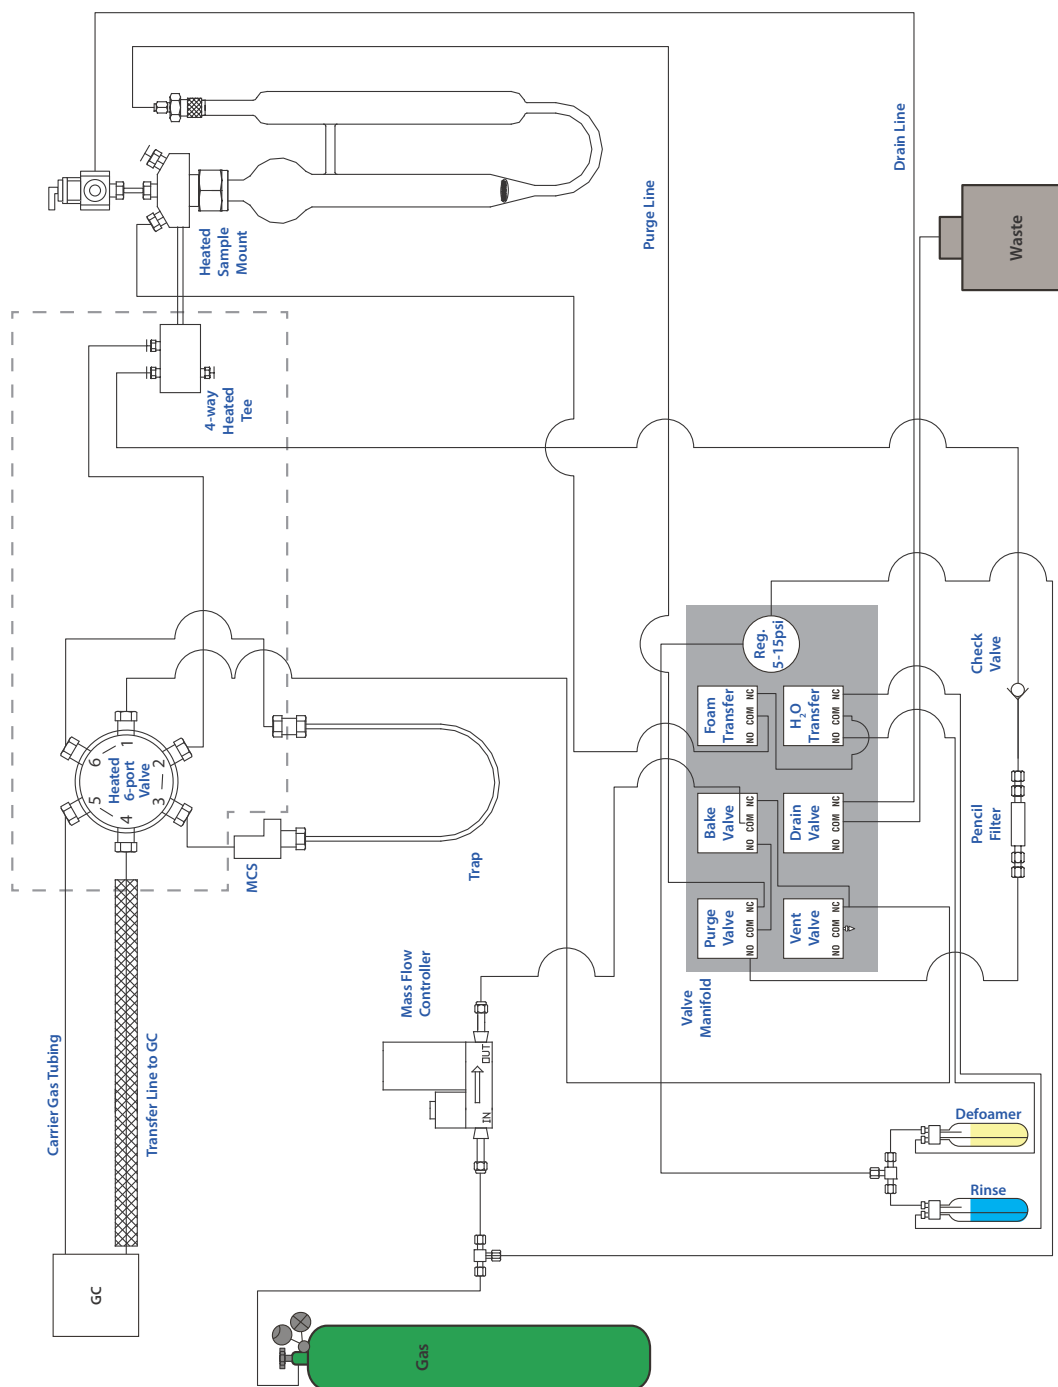 Drain Line
Purge Line
Waste
Heated
Sample
Mount
4-way
Heated
Tee
Reg.
5-15psi
Check
Valve
Foam
Transfer
NO COM NC
H₂O
Transfer
NO COM NC
Heated
6-port
Valve
1
2
3
4
5
6
Bake
Valve
NO COM NC
Drain
Valve
NO COM NC
Pencil
Filter
MCS
Trap
Purge
Valve
NO COM NC
Vent
Valve
NO COM NC
Valve
Manifold
Mass Flow
Controller
OUT
IN
Carrier Gas Tubing
Transfer Line to GC
Defoamer
Rinse
GC
Gas